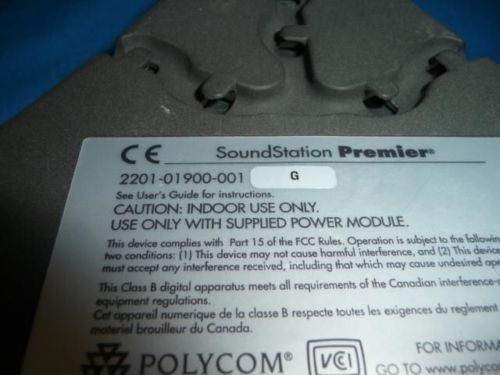 CE SoundStation Premier®
2201-01900-001 G
See User's Guide for instructions.
CAUTION: INDOOR USE ONLY.
USE ONLY WITH SUPPLIED POWER MODULE.
This device complies with Part 15 of the FCC Rules. Operation is subject to the following
two conditions: (1) This device may not cause harmful interference, and (2) This device
must accept any interference received, including that which may cause undesired ope
This Class B digital apparatus meets all requirements of the Canadian interference-
equipment regulations.
Cet appareil numerique de la classe B respecte toutes les exigences du reglement
materiel brouilleur du Canada.
POLYCOM® VCI FOR INFORMA
GO TO www.polycom